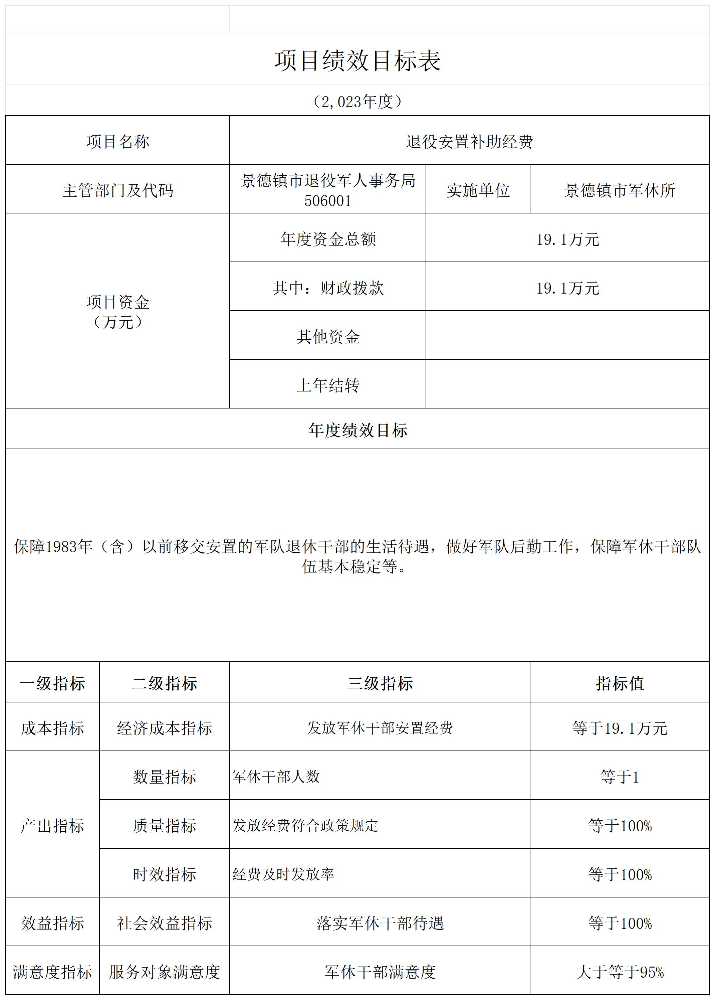 项目绩效目标表
（2,023年度）
项目名称
退役安置补助经费
主管部门及代码
景德镇市退役军人事务局
506001
实施单位
景德镇市军休所
项目资金
（万元）
年度资金总额
19.1万元
其中：财政拨款
19.1万元
其他资金
上年结转
年度绩效目标
保障1983年（含）以前移交安置的军队退休干部的生活待遇，做好军队后勤工作，保障军休干部队
伍基本稳定等。
一级指标
二级指标
三级指标
指标值
成本指标
经济成本指标
发放军休干部安置经费
等于19.1万元
产出指标
数量指标
军休干部人数
等于1
质量指标
发放经费符合政策规定
等于100%
时效指标
经费及时发放率
等于100%
效益指标
社会效益指标
落实军休干部待遇
等于100%
满意度指标
服务对象满意度
军休干部满意度
大于等于95%